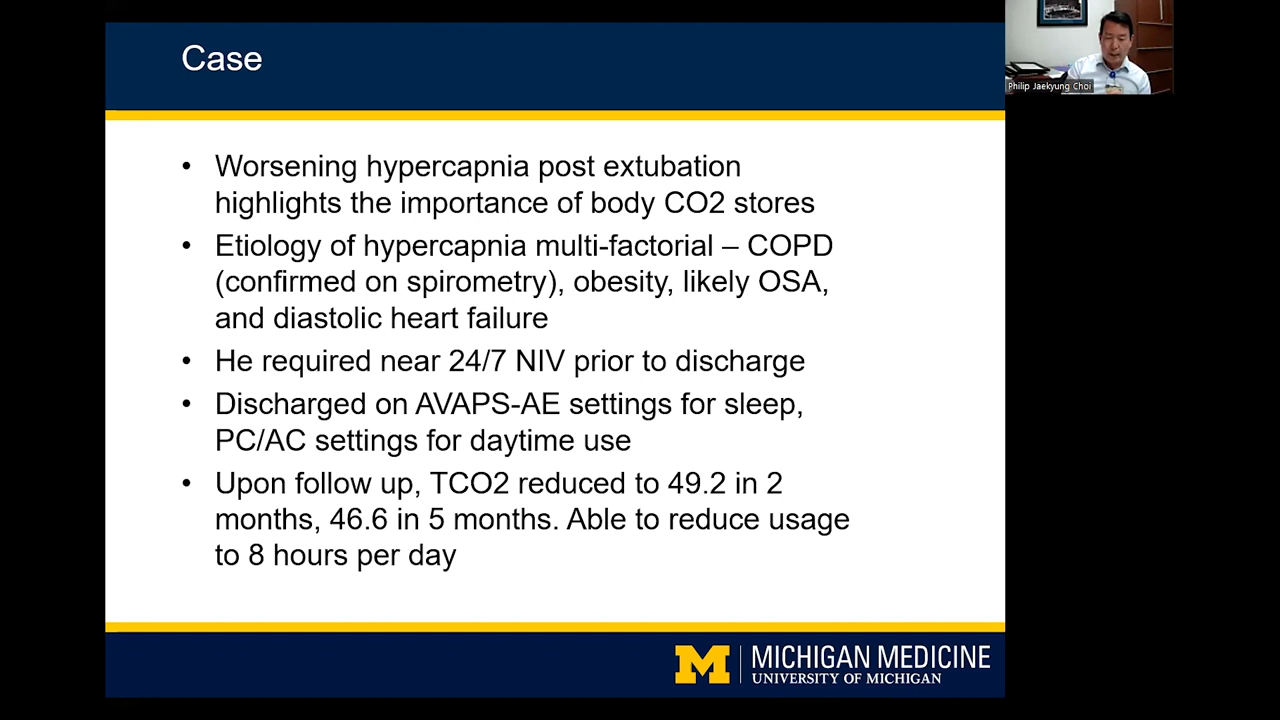 Case
Philip Jaekyung Choi
• Worsening hypercapnia post extubation
highlights the importance of body CO2 stores
• Etiology of hypercapnia multi-factorial – COPD
(confirmed on spirometry), obesity, likely OSA,
and diastolic heart failure
• He required near 24/7 NIV prior to discharge
• Discharged on AVAPS-AE settings for sleep,
PC/AC settings for daytime use
• Upon follow up, TCO2 reduced to 49.2 in 2
months, 46.6 in 5 months. Able to reduce usage
to 8 hours per day
M
MICHIGAN MEDICINE
UNIVERSITY OF MICHIGAN